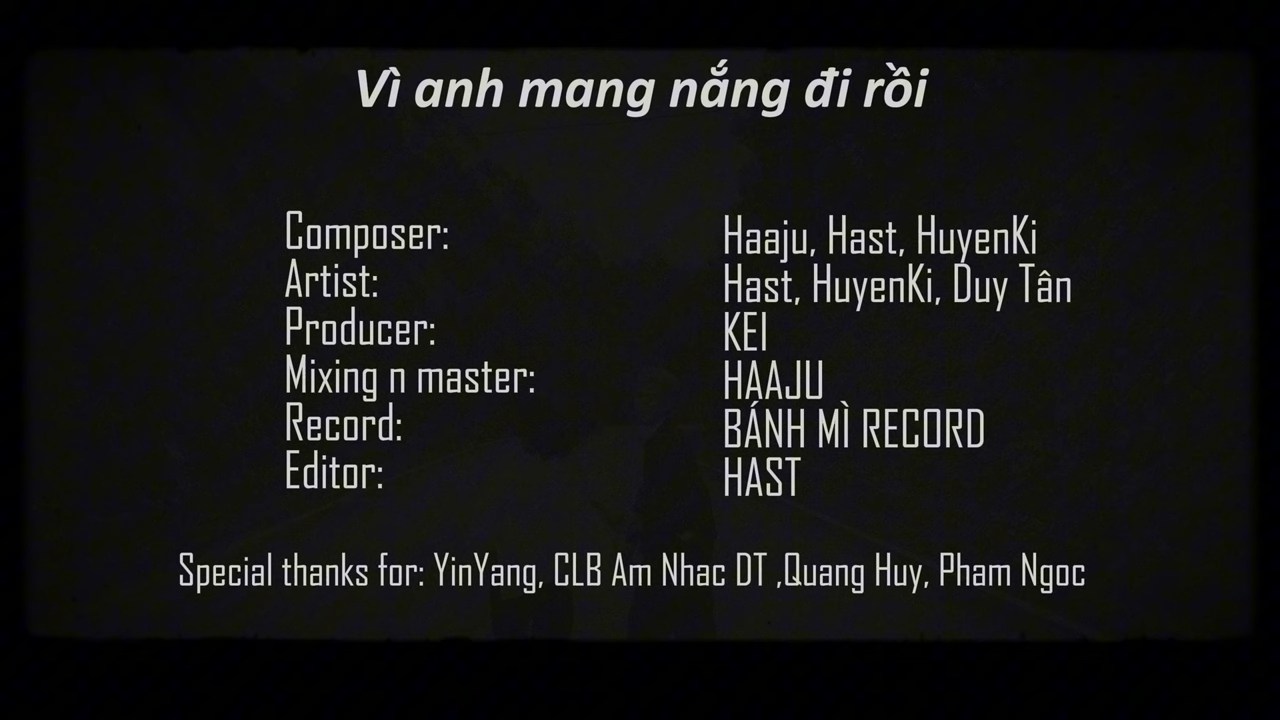 Vì anh mang nắng đi rồi
Composer: Haaju, Hast, HuyenKi
Artist: Hast, HuyenKi, Duy Tân
Producer: KEI
Mixing n master: HAAJU
Record: BÁNH MÌ RECORD
Editor: HAST
Special thanks for: YinYang, CLB Am Nhac DT ,Quang Huy, Pham Ngoc